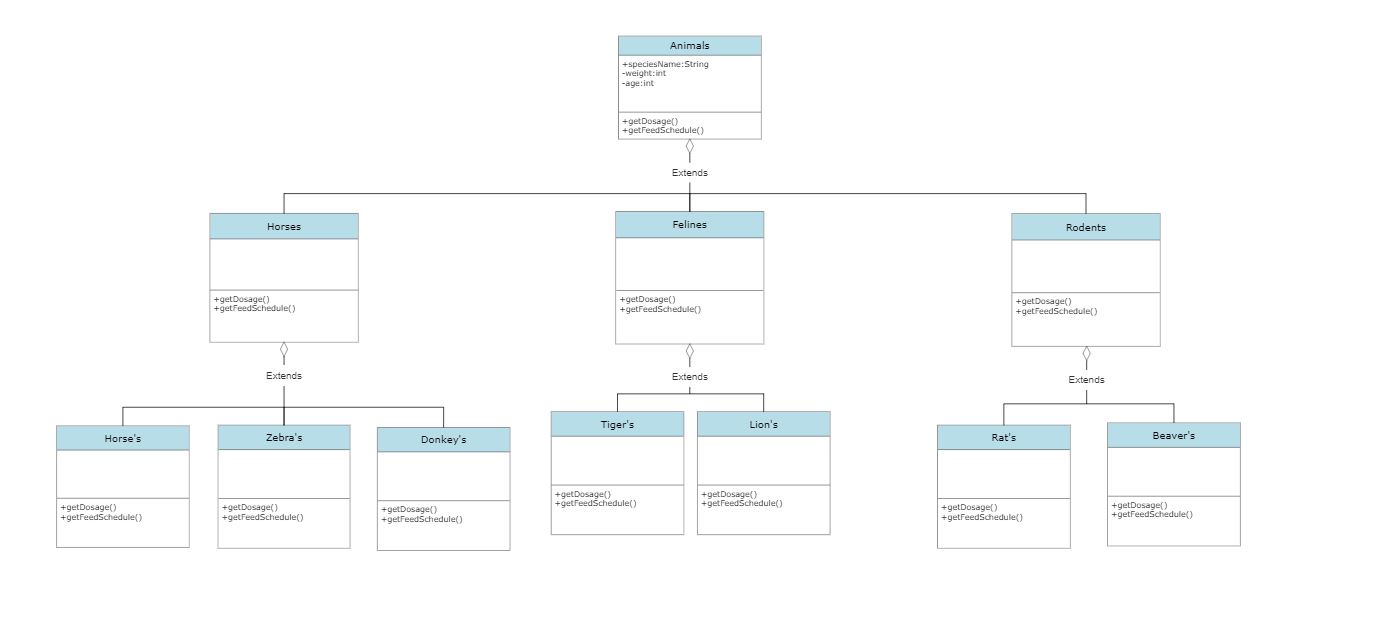 Animals
+speciesName:String
-weight:int
-age:int
+getDosage()
+getFeedSchedule()
Extends
Horses
+getDosage()
+getFeedSchedule()
Felines
+getDosage()
+getFeedSchedule()
Rodents
+getDosage()
+getFeedSchedule()
Extends
Extends
Extends
Horse's
+getDosage()
+getFeedSchedule()
Zebra's
+getDosage()
+getFeedSchedule()
Donkey's
+getDosage()
+getFeedSchedule()
Tiger's
+getDosage()
+getFeedSchedule()
Lion's
+getDosage()
+getFeedSchedule()
Rat's
+getDosage()
+getFeedSchedule()
Beaver's
+getDosage()
+getFeedSchedule()